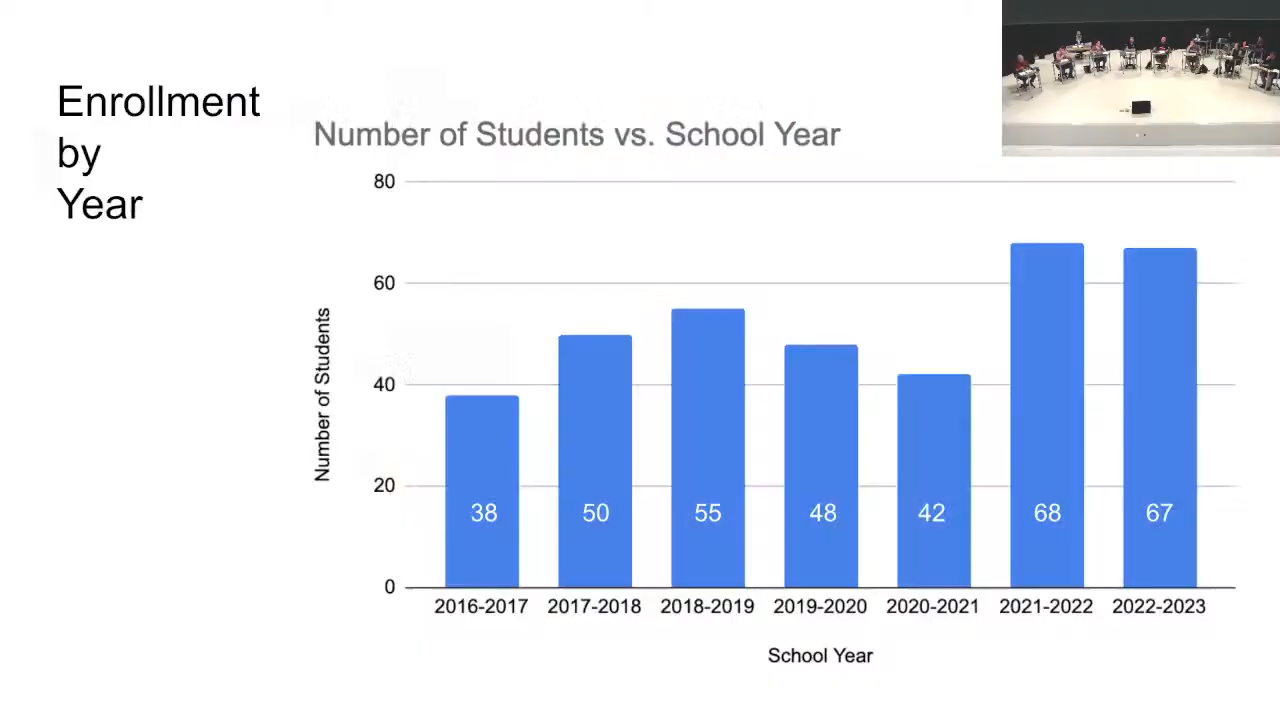 Enrollment
by
Year
Number of Students vs. School Year
Number of Students
80
60
40
20
0
38 50 55 48 42 68 67
2016-2017 2017-2018 2018-2019 2019-2020 2020-2021 2021-2022 2022-2023
School Year